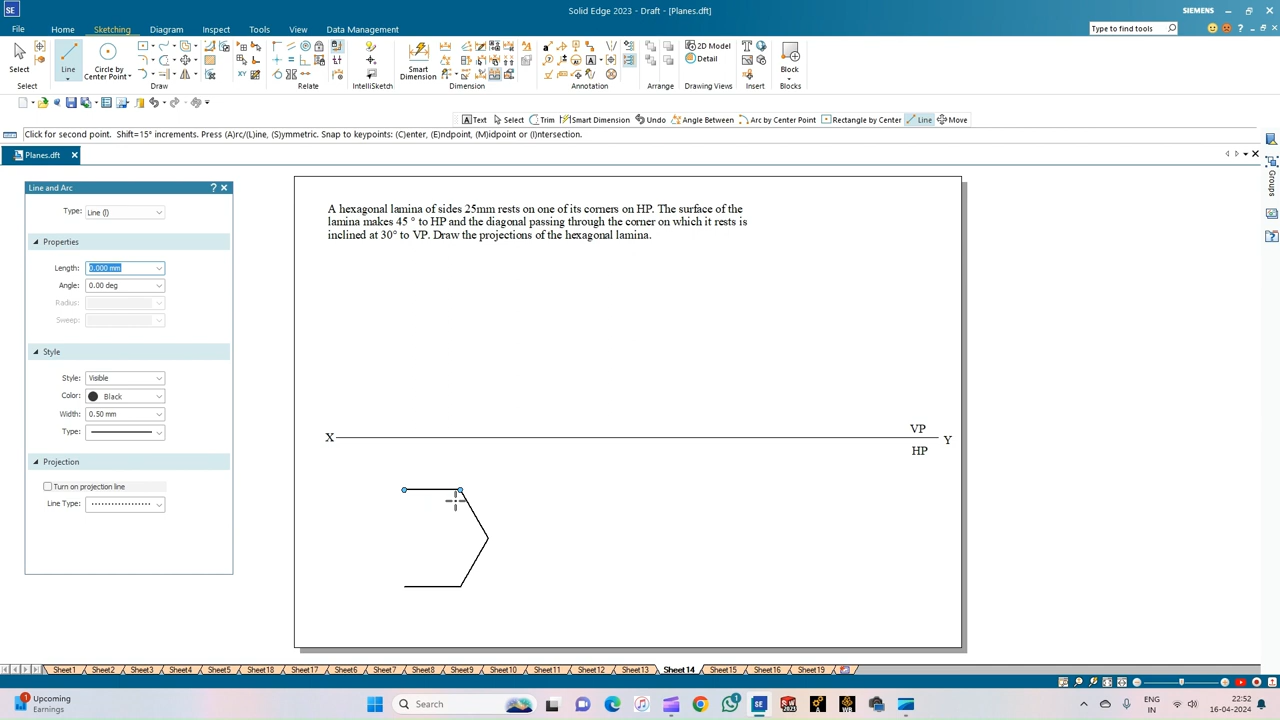 Solid Edge 2023 - Draft - [Planes.dft]
SIEMENS
SE
File
Home
Sketching
Diagram
Inspect
Tools
View
Data Management
Type to find tools
Select
Line
Circle by
Center Point
Smart
Dimension
2D Model
Detail
Block
Select
Draw
Relate
IntelliSketch
Dimension
Annotation
Arrange
Drawing Views
Insert
Blocks
Text
Select
Trim
Smart Dimension
Undo
Angle Between
Arc by Center Point
Rectangle by Center
Line
Move
Click for second point. Shift=15° increments. Press (A)rc/(L)ine, (S)ymmetric. Snap to keypoints: (C)enter, (E)ndpoint, (M)idpoint or (I)ntersection.
Planes.dft
Groups
Line and Arc
Type: Line (l)
Properties
Length: 0.000 mm
Angle: 0.00 deg
Radius:
Sweep:
Style
Style: Visible
Color: Black
Width: 0.50 mm
Type:
Projection
Turn on projection line
Line Type:
A hexagonal lamina of sides 25mm rests on one of its corners on HP. The surface of the
lamina makes 45 ° to HP and the diagonal passing through the corner on which it rests is
inclined at 30° to VP. Draw the projections of the hexagonal lamina.
X
VP
HP
Y
Sheet1
Sheet2
Sheet3
Sheet4
Sheet5
Sheet18
Sheet17
Sheet6
Sheet7
Sheet8
Sheet9
Sheet10
Sheet11
Sheet12
Sheet13
Sheet14
Sheet15
Sheet16
Sheet19
Upcoming
Earnings
Search
ENG
IN
22:52
16-04-2024